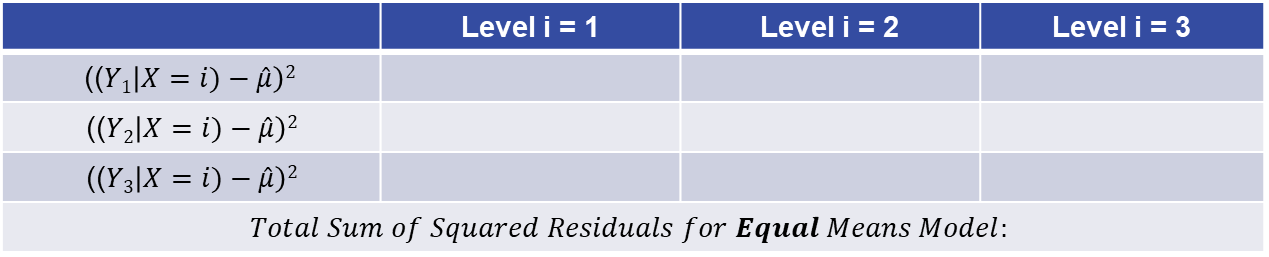 Level i = 1 Level i = 2 Level i = 3
((Y₁|X = i) − μ̂)²
((Y₂|X = i) − μ̂)²
((Y₃|X = i) − μ̂)²
Total Sum of Squared Residuals for Equal Means Model: